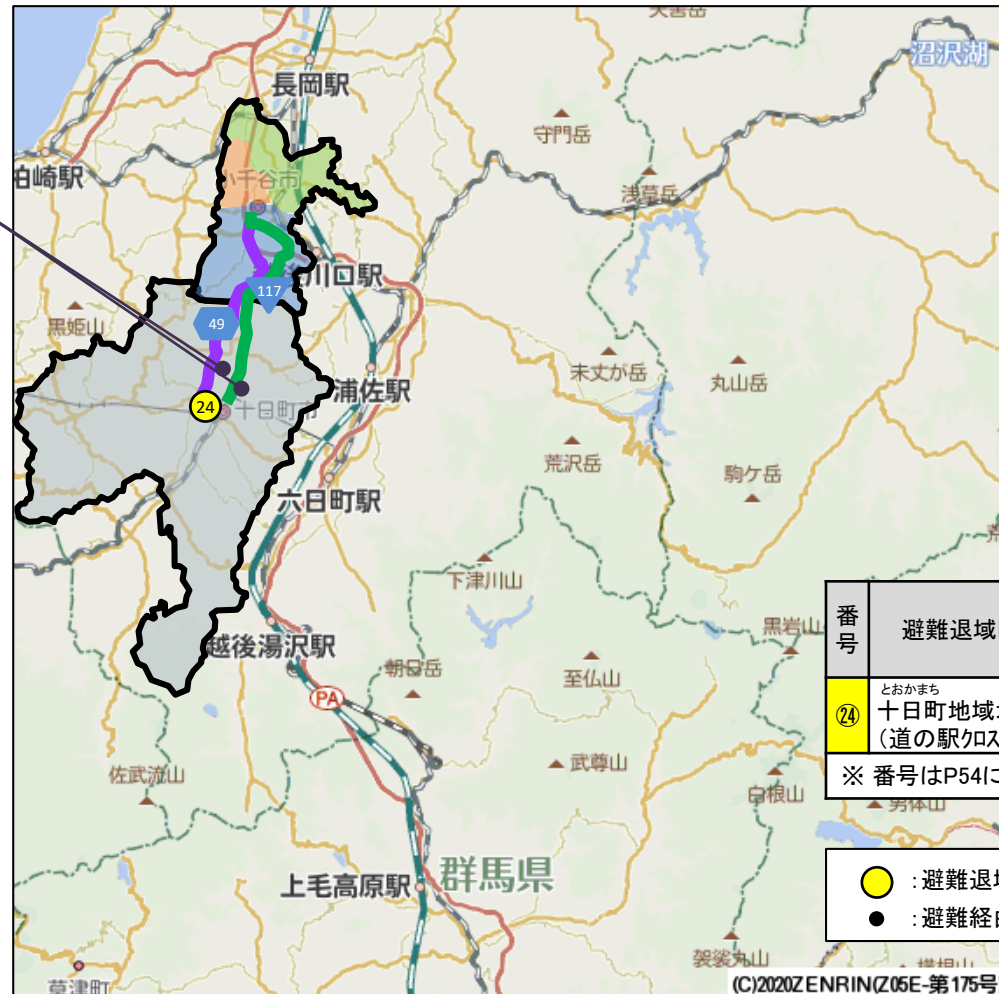 沼沢湖
長岡駅
守門岳
柏崎駅
小千谷市
浅草岳
川口駅
117
黒姫山
49
未丈が岳
丸山岳
浦佐駅
24
十日町市
荒沢岳
駒ケ岳
六日町駅
下津川山
黒岩山
越後湯沢駅
朝日岳
至仏山
PA
佐武流山
武尊山
白根山
男体山
上毛高原駅
群馬県
袈裟丸山
草津町
番号
避難退域
とおかまち
㉔
十日町地域
(道の駅クロス
※ 番号はP54に
:避難退域
:避難経由
(C)2020ZENRIN(Z05E-第175号